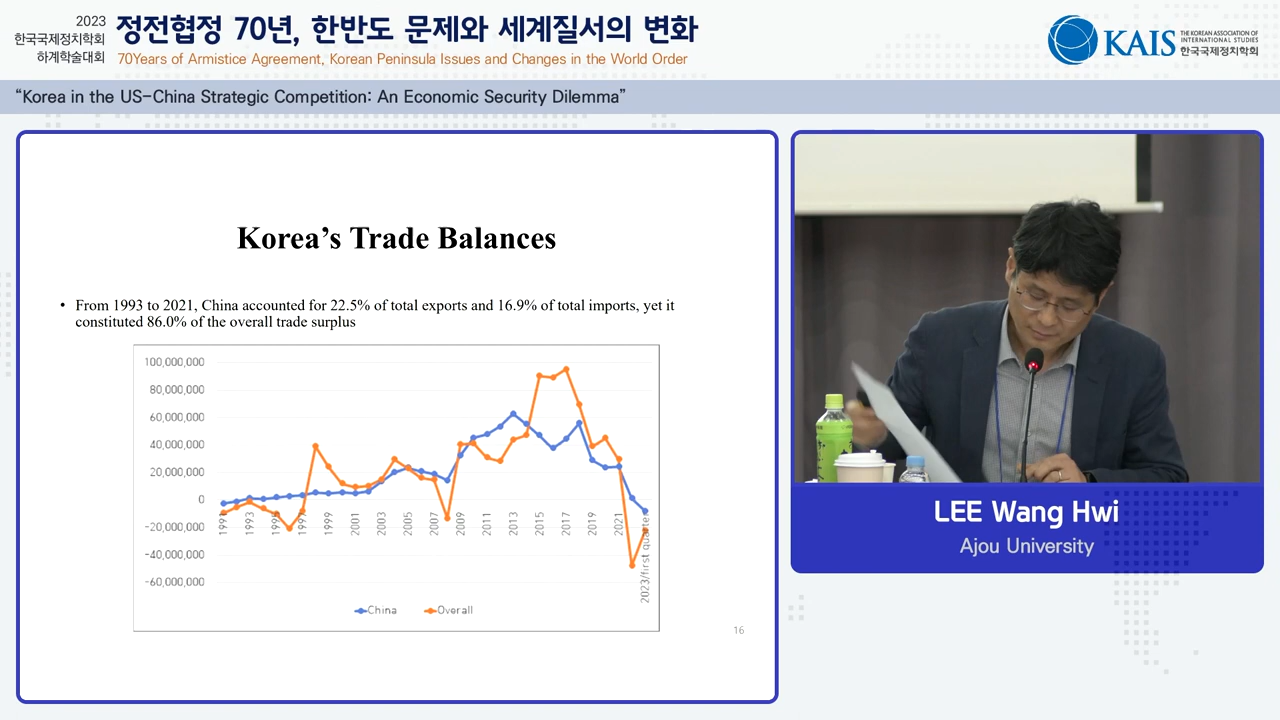 2023
한국국제정치학회
하계학술대회
정전협정 70년, 한반도 문제와 세계질서의 변화
70Years of Armistice Agreement, Korean Peninsula Issues and Changes in the World Order
KAIS
THE KOREAN ASSOCIATION OF
INTERNATIONAL STUDIES
한국국제정치학회
“Korea in the US-China Strategic Competition: An Economic Security Dilemma”
Korea’s Trade Balances
• From 1993 to 2021, China accounted for 22.5% of total exports and 16.9% of total imports, yet it
constituted 86.0% of the overall trade surplus
100,000,000
80,000,000
60,000,000
40,000,000
20,000,000
0
-20,000,000
-40,000,000
-60,000,000
1991
1993
1995
1997
1999
2001
2003
2005
2007
2009
2011
2013
2015
2017
2019
2021
2023/first quarter
China
Overall
16
LEE Wang Hwi
Ajou University